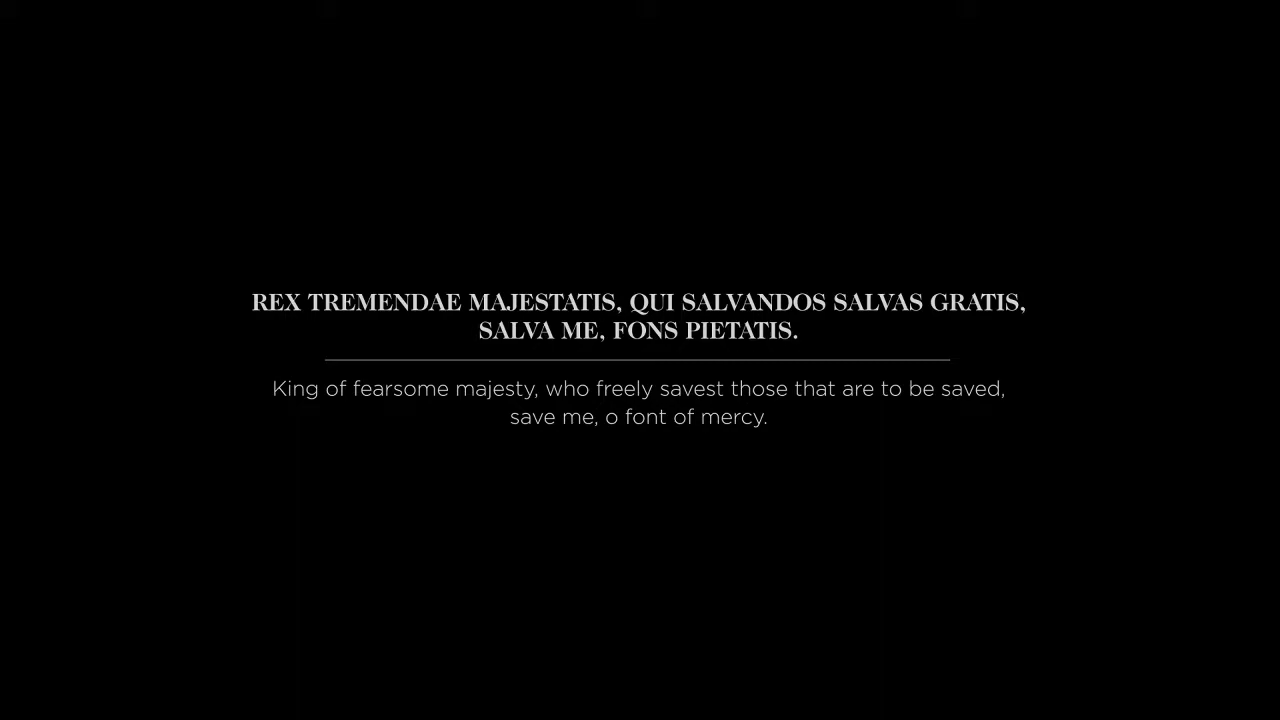 REX TREMENDAE MAJESTATIS, QUI SALVANDOS SALVAS GRATIS,
SALVA ME, FONS PIETATIS.
King of fearsome majesty, who freely savest those that are to be saved,
save me, o font of mercy.